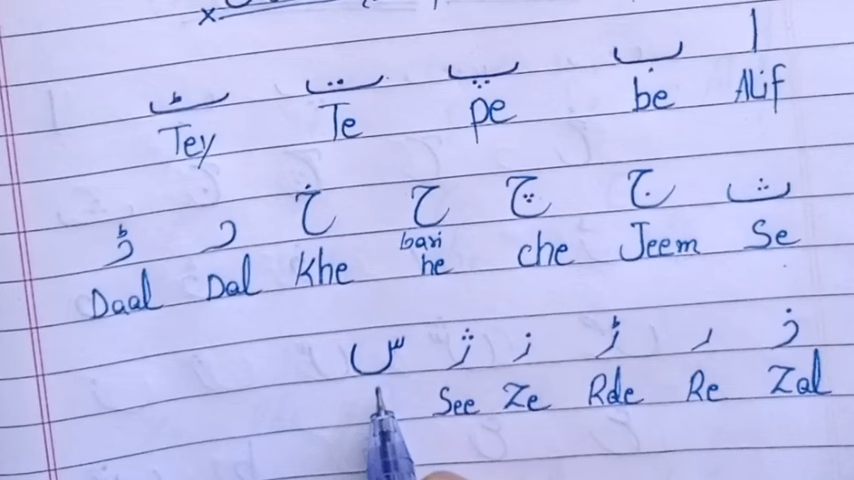 ا ب پ ت ٹ
Alif be pe Te Tey
ث ج چ ح خ د ڈ
Se Jeem che bari he Khe Dal Daal
ذ ر ڑ ز ژ س
Zal Re Rde Ze See